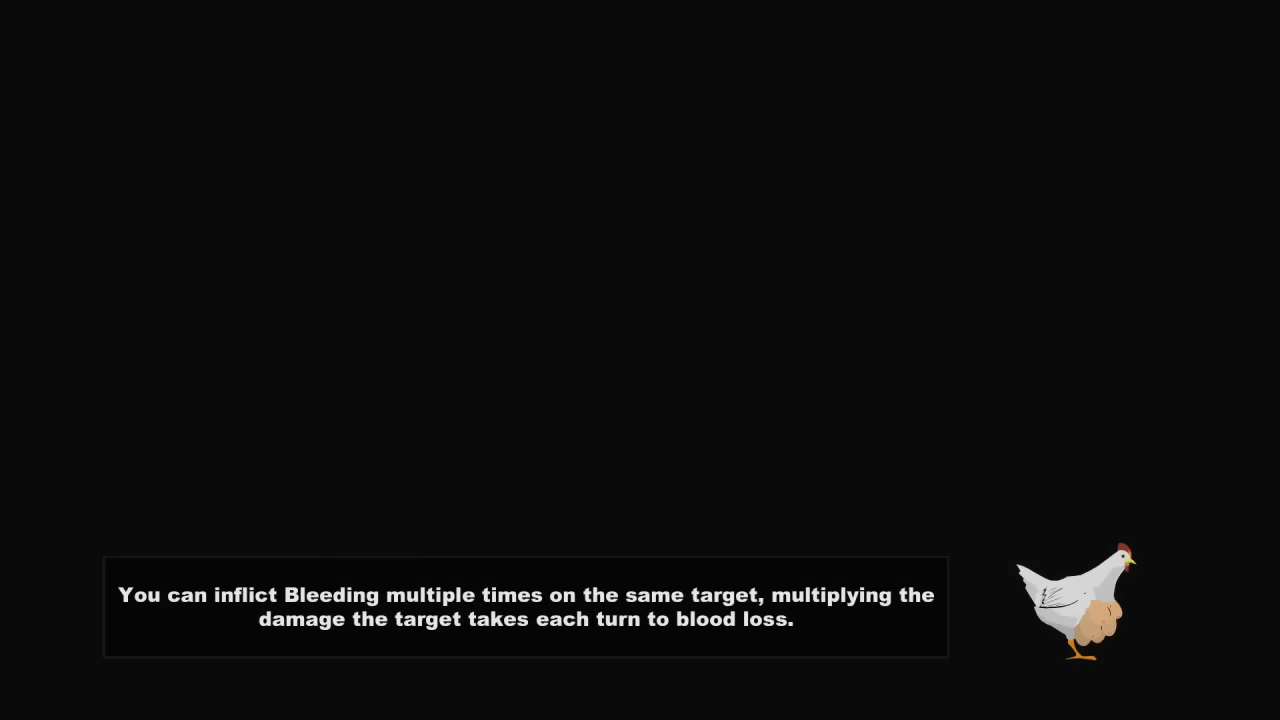 You can inflict Bleeding multiple times on the same target, multiplying the
damage the target takes each turn to blood loss.